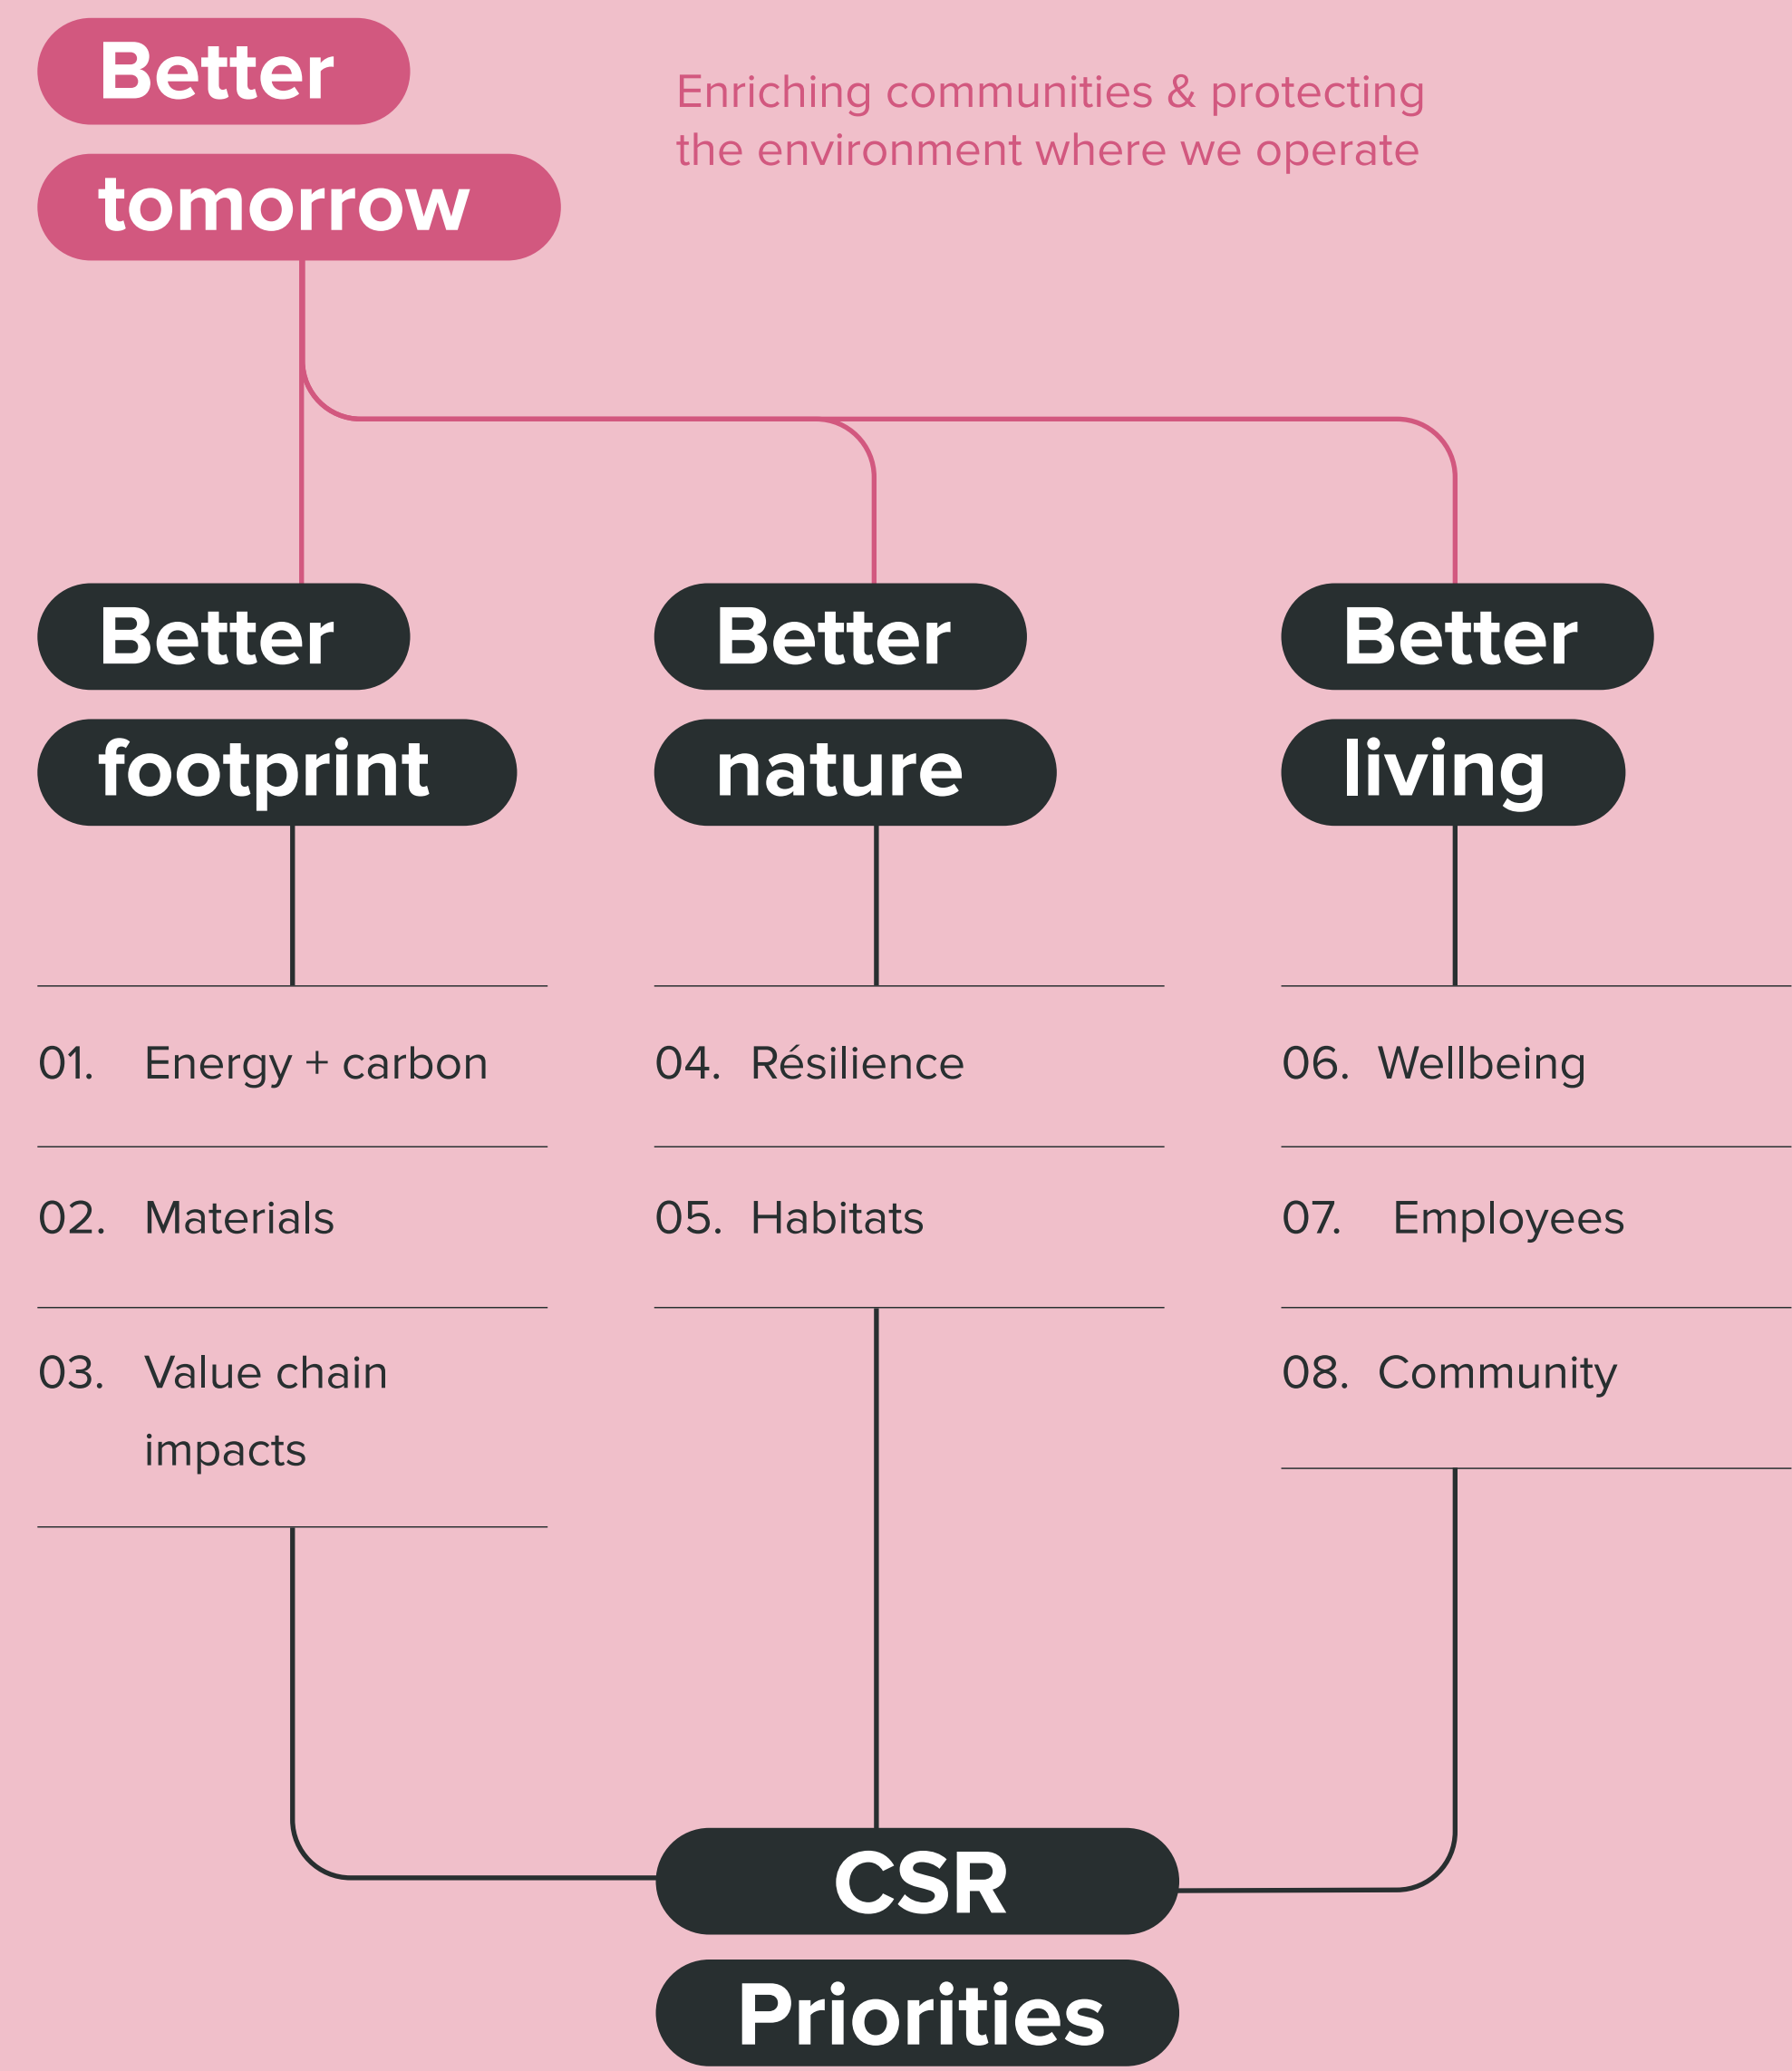 Better
tomorrow
Enriching communities & protecting
the environment where we operate
Better
footprint
01. Energy + carbon
02. Materials
03. Value chain
impacts
Better
nature
04. Résilience
05. Habitats
Better
living
06. Wellbeing
07. Employees
08. Community
CSR
Priorities